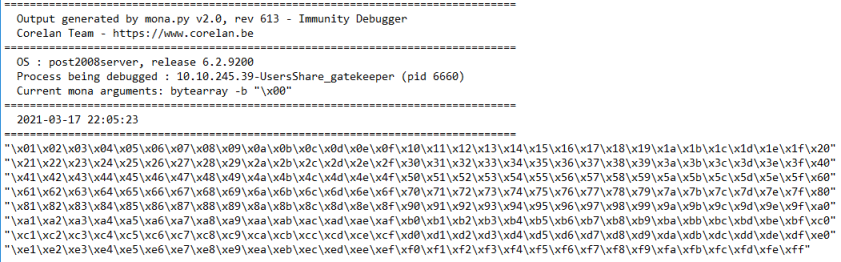 ================================================================================
Output generated by mona.py v2.0, rev 613 - Immunity Debugger
Corelan Team - https://www.corelan.be
================================================================================
OS : post2008server, release 6.2.9200
Process being debugged : 10.10.245.39-UsersShare_gatekeeper (pid 6660)
Current mona arguments: bytearray -b "\x00"
================================================================================
2021-03-17 22:05:23
================================================================================
"\x01\x02\x03\x04\x05\x06\x07\x08\x09\x0a\x0b\x0c\x0d\x0e\x0f\x10\x11\x12\x13\x14\x15\x16\x17\x18\x19\x1a\x1b\x1c\x1d\x1e\x1f\x20"
"\x21\x22\x23\x24\x25\x26\x27\x28\x29\x2a\x2b\x2c\x2d\x2e\x2f\x30\x31\x32\x33\x34\x35\x36\x37\x38\x39\x3a\x3b\x3c\x3d\x3e\x3f\x40"
"\x41\x42\x43\x44\x45\x46\x47\x48\x49\x4a\x4b\x4c\x4d\x4e\x4f\x50\x51\x52\x53\x54\x55\x56\x57\x58\x59\x5a\x5b\x5c\x5d\x5e\x5f\x60"
"\x61\x62\x63\x64\x65\x66\x67\x68\x69\x6a\x6b\x6c\x6d\x6e\x6f\x70\x71\x72\x73\x74\x75\x76\x77\x78\x79\x7a\x7b\x7c\x7d\x7e\x7f\x80"
"\x81\x82\x83\x84\x85\x86\x87\x88\x89\x8a\x8b\x8c\x8d\x8e\x8f\x90\x91\x92\x93\x94\x95\x96\x97\x98\x99\x9a\x9b\x9c\x9d\x9e\x9f\xa0"
"\xa1\xa2\xa3\xa4\xa5\xa6\xa7\xa8\xa9\xaa\xab\xac\xad\xae\xaf\xb0\xb1\xb2\xb3\xb4\xb5\xb6\xb7\xb8\xb9\xba\xbb\xbc\xbd\xbe\xbf\xc0"
"\xc1\xc2\xc3\xc4\xc5\xc6\xc7\xc8\xc9\xca\xcb\xcc\xcd\xce\xcf\xd0\xd1\xd2\xd3\xd4\xd5\xd6\xd7\xd8\xd9\xda\xdb\xdc\xdd\xde\xdf\xe0"
"\xe1\xe2\xe3\xe4\xe5\xe6\xe7\xe8\xe9\xea\xeb\xec\xed\xee\xef\xf0\xf1\xf2\xf3\xf4\xf5\xf6\xf7\xf8\xf9\xfa\xfb\xfc\xfd\xfe\xff"